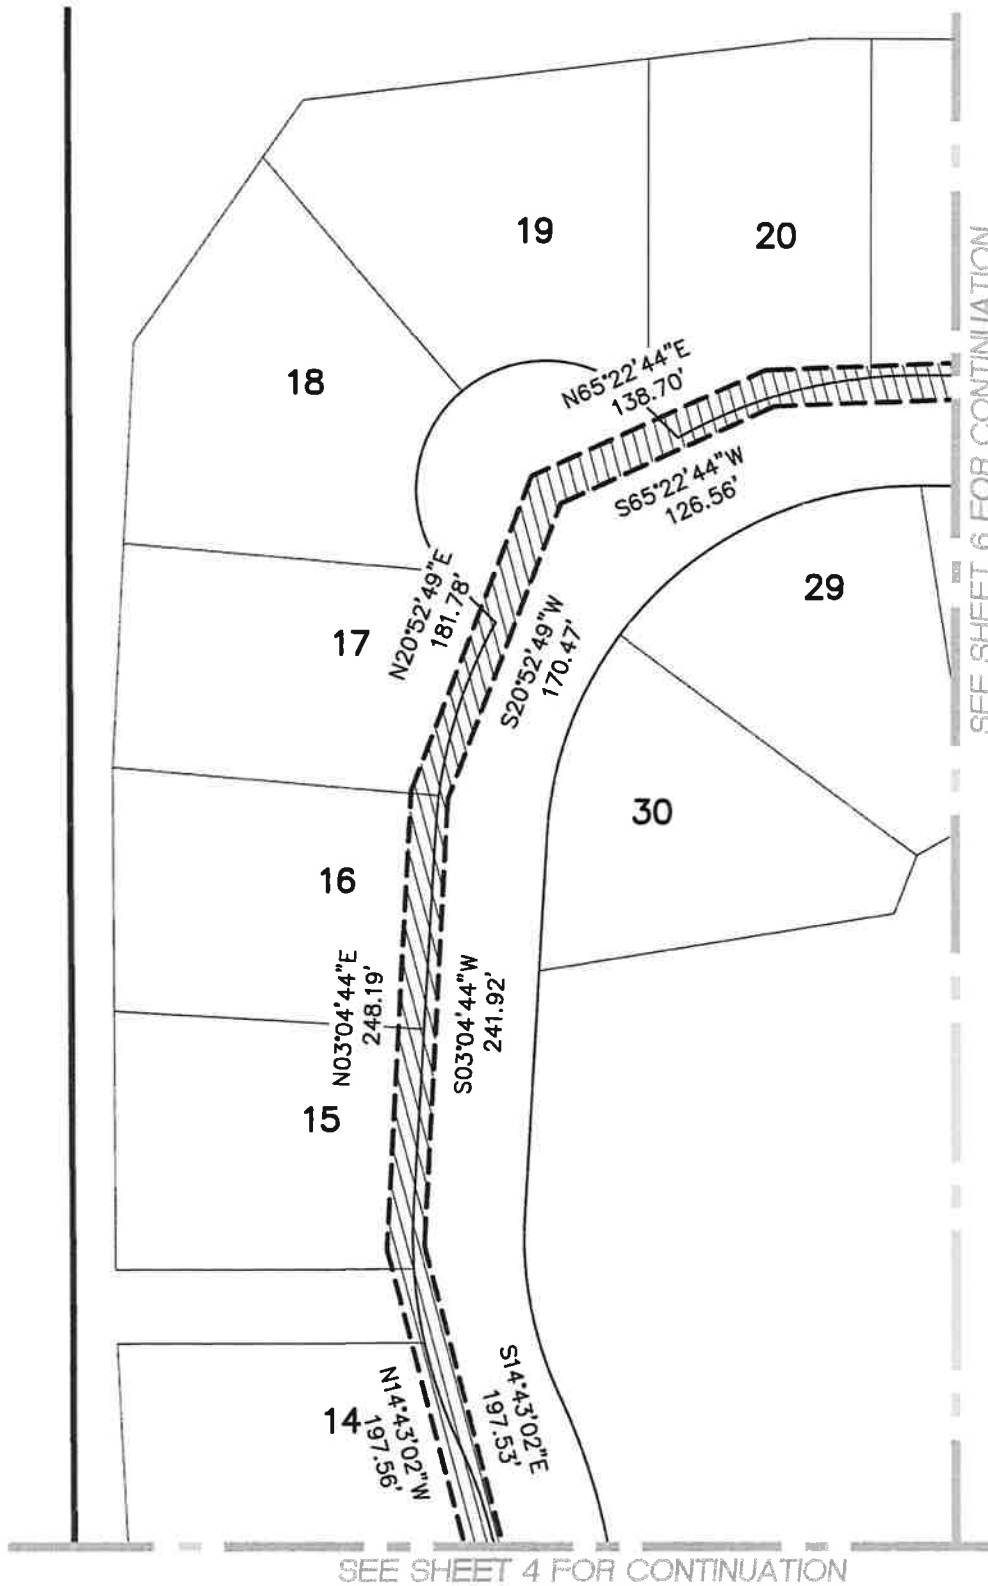 19
20
18
N65°22'44"E
138.70'
S65°22'44"W
126.56'
SEE SHEET 6 FOR CONTINUATION
29
N20°52'49"E
181.78'
17
S20°52'49"W
170.47'
30
16
N03°04'44"E
248.19'
S03°04'44"W
241.92'
15
14
N14°43'02"W
197.56'
S14°43'02"E
197.53'
SEE SHEET 4 FOR CONTINUATION